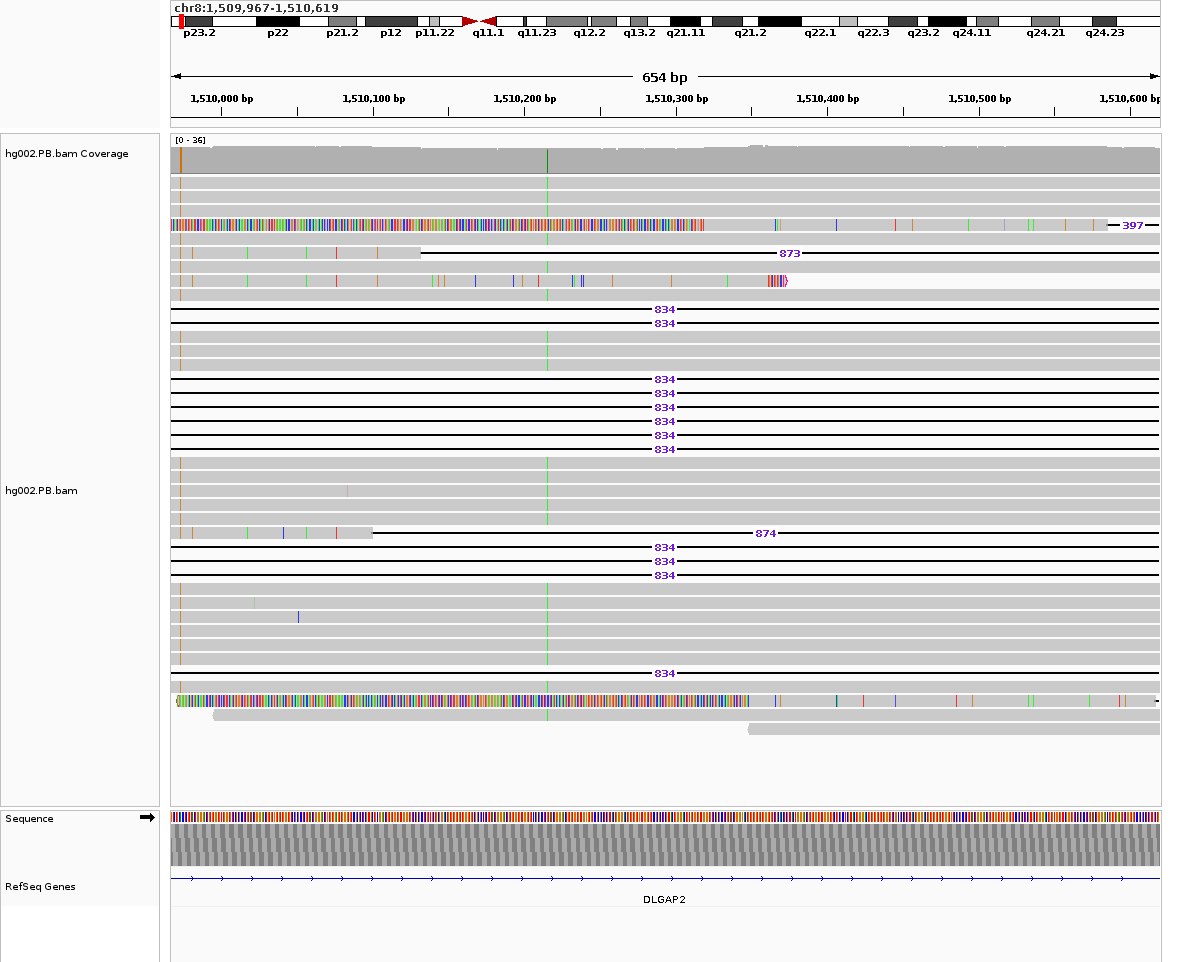 chr8:1,509,967-1,510,619
p23.2 p22 p21.2 p12 p11.22 q11.1 q11.23 q12.2 q13.2 q21.11 q21.2 q22.1 q22.3 q23.2 q24.11 q24.21 q24.23
654 bp
1,510,000 bp 1,510,100 bp 1,510,200 bp 1,510,300 bp 1,510,400 bp 1,510,500 bp 1,510,600 bp
[0 - 36]
hg002.PB.bam Coverage
397
873
834
834
834
834
834
834
834
834
hg002.PB.bam
874
834
834
834
834
Sequence
RefSeq Genes
DLGAP2